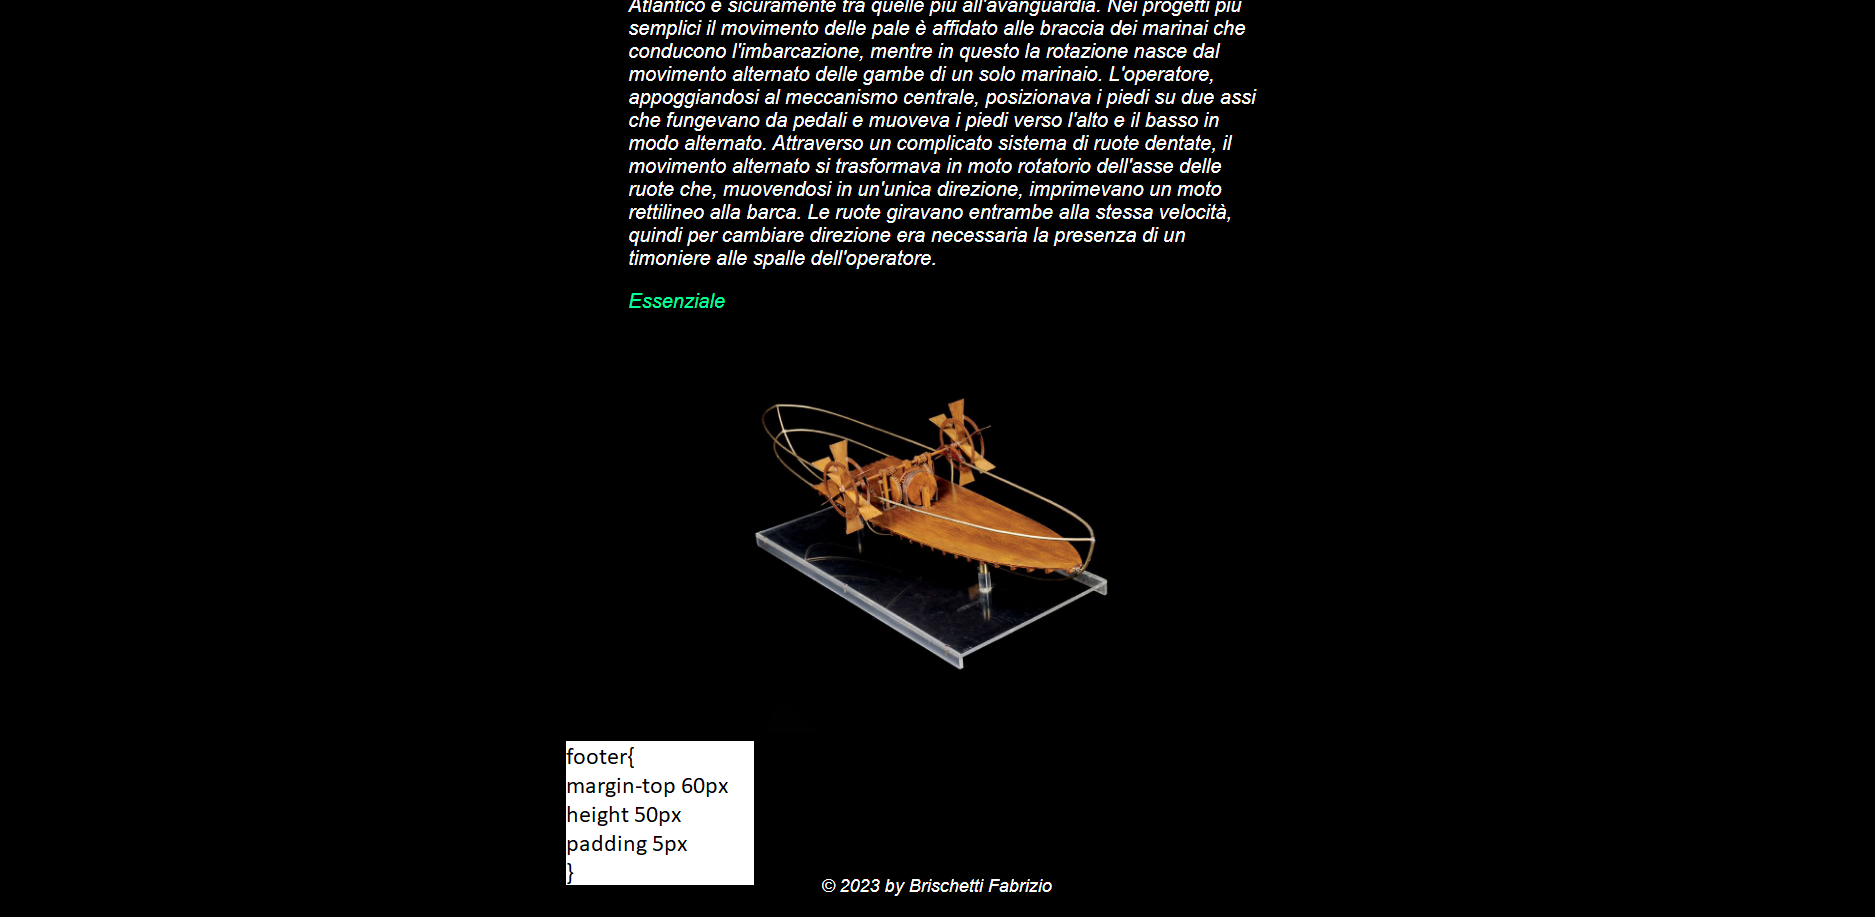 Atlantico è sicuramente tra quelle più all'avanguardia. Nei progetti più
semplici il movimento delle pale è affidato alle braccia dei marinai che
conducono l'imbarcazione, mentre in questo la rotazione nasce dal
movimento alternato delle gambe di un solo marinaio. L'operatore,
appoggiandosi al meccanismo centrale, posizionava i piedi su due assi
che fungevano da pedali e muoveva i piedi verso l'alto e il basso in
modo alternato. Attraverso un complicato sistema di ruote dentate, il
movimento alternato si trasformava in moto rotatorio dell'asse delle
ruote che, muovendosi in un'unica direzione, imprimevano un moto
rettilineo alla barca. Le ruote giravano entrambe alla stessa velocità,
quindi per cambiare direzione era necessaria la presenza di un
timoniere alle spalle dell'operatore.
Essenziale
footer{
margin-top 60px
height 50px
padding 5px
}
© 2023 by Brischetti Fabrizio